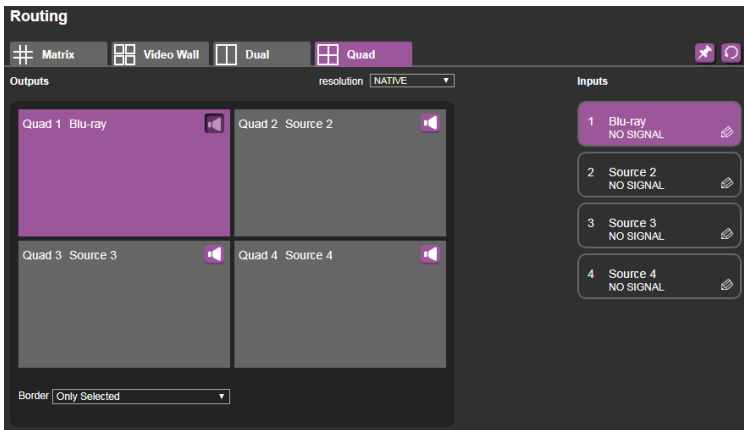 Routing
Matrix
Video Wall
Dual
Quad
Outputs
resolution NATIVE
Inputs
Quad 1 Blu-ray
Quad 2 Source 2
Quad 3 Source 3
Quad 4 Source 4
Border Only Selected
1 Blu-ray
NO SIGNAL
2 Source 2
NO SIGNAL
3 Source 3
NO SIGNAL
4 Source 4
NO SIGNAL